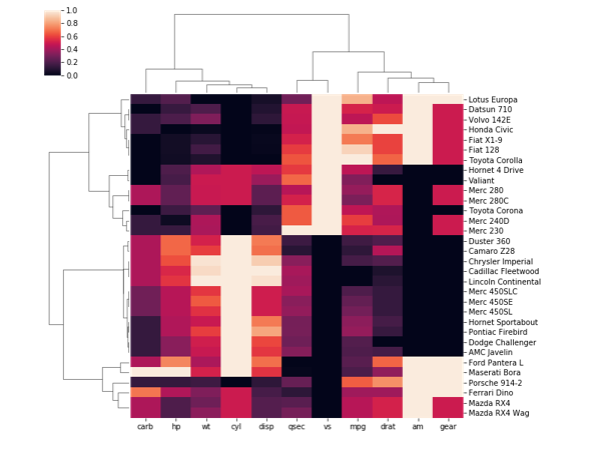 1.0
0.8
0.6
0.4
0.2
0.0
Lotus Europa
Datsun 710
Volvo 142E
Honda Civic
Fiat X1-9
Fiat 128
Toyota Corolla
Hornet 4 Drive
Valiant
Merc 280
Merc 280C
Toyota Corona
Merc 240D
Merc 230
Duster 360
Camaro Z28
Chrysler Imperial
Cadillac Fleetwood
Lincoln Continental
Merc 450SLC
Merc 450SE
Merc 450SL
Hornet Sportabout
Pontiac Firebird
Dodge Challenger
AMC Javelin
Ford Pantera L
Maserati Bora
Porsche 914-2
Ferrari Dino
Mazda RX4
Mazda RX4 Wag
carb hp wt cyl disp qsec vs mpg drat am gear